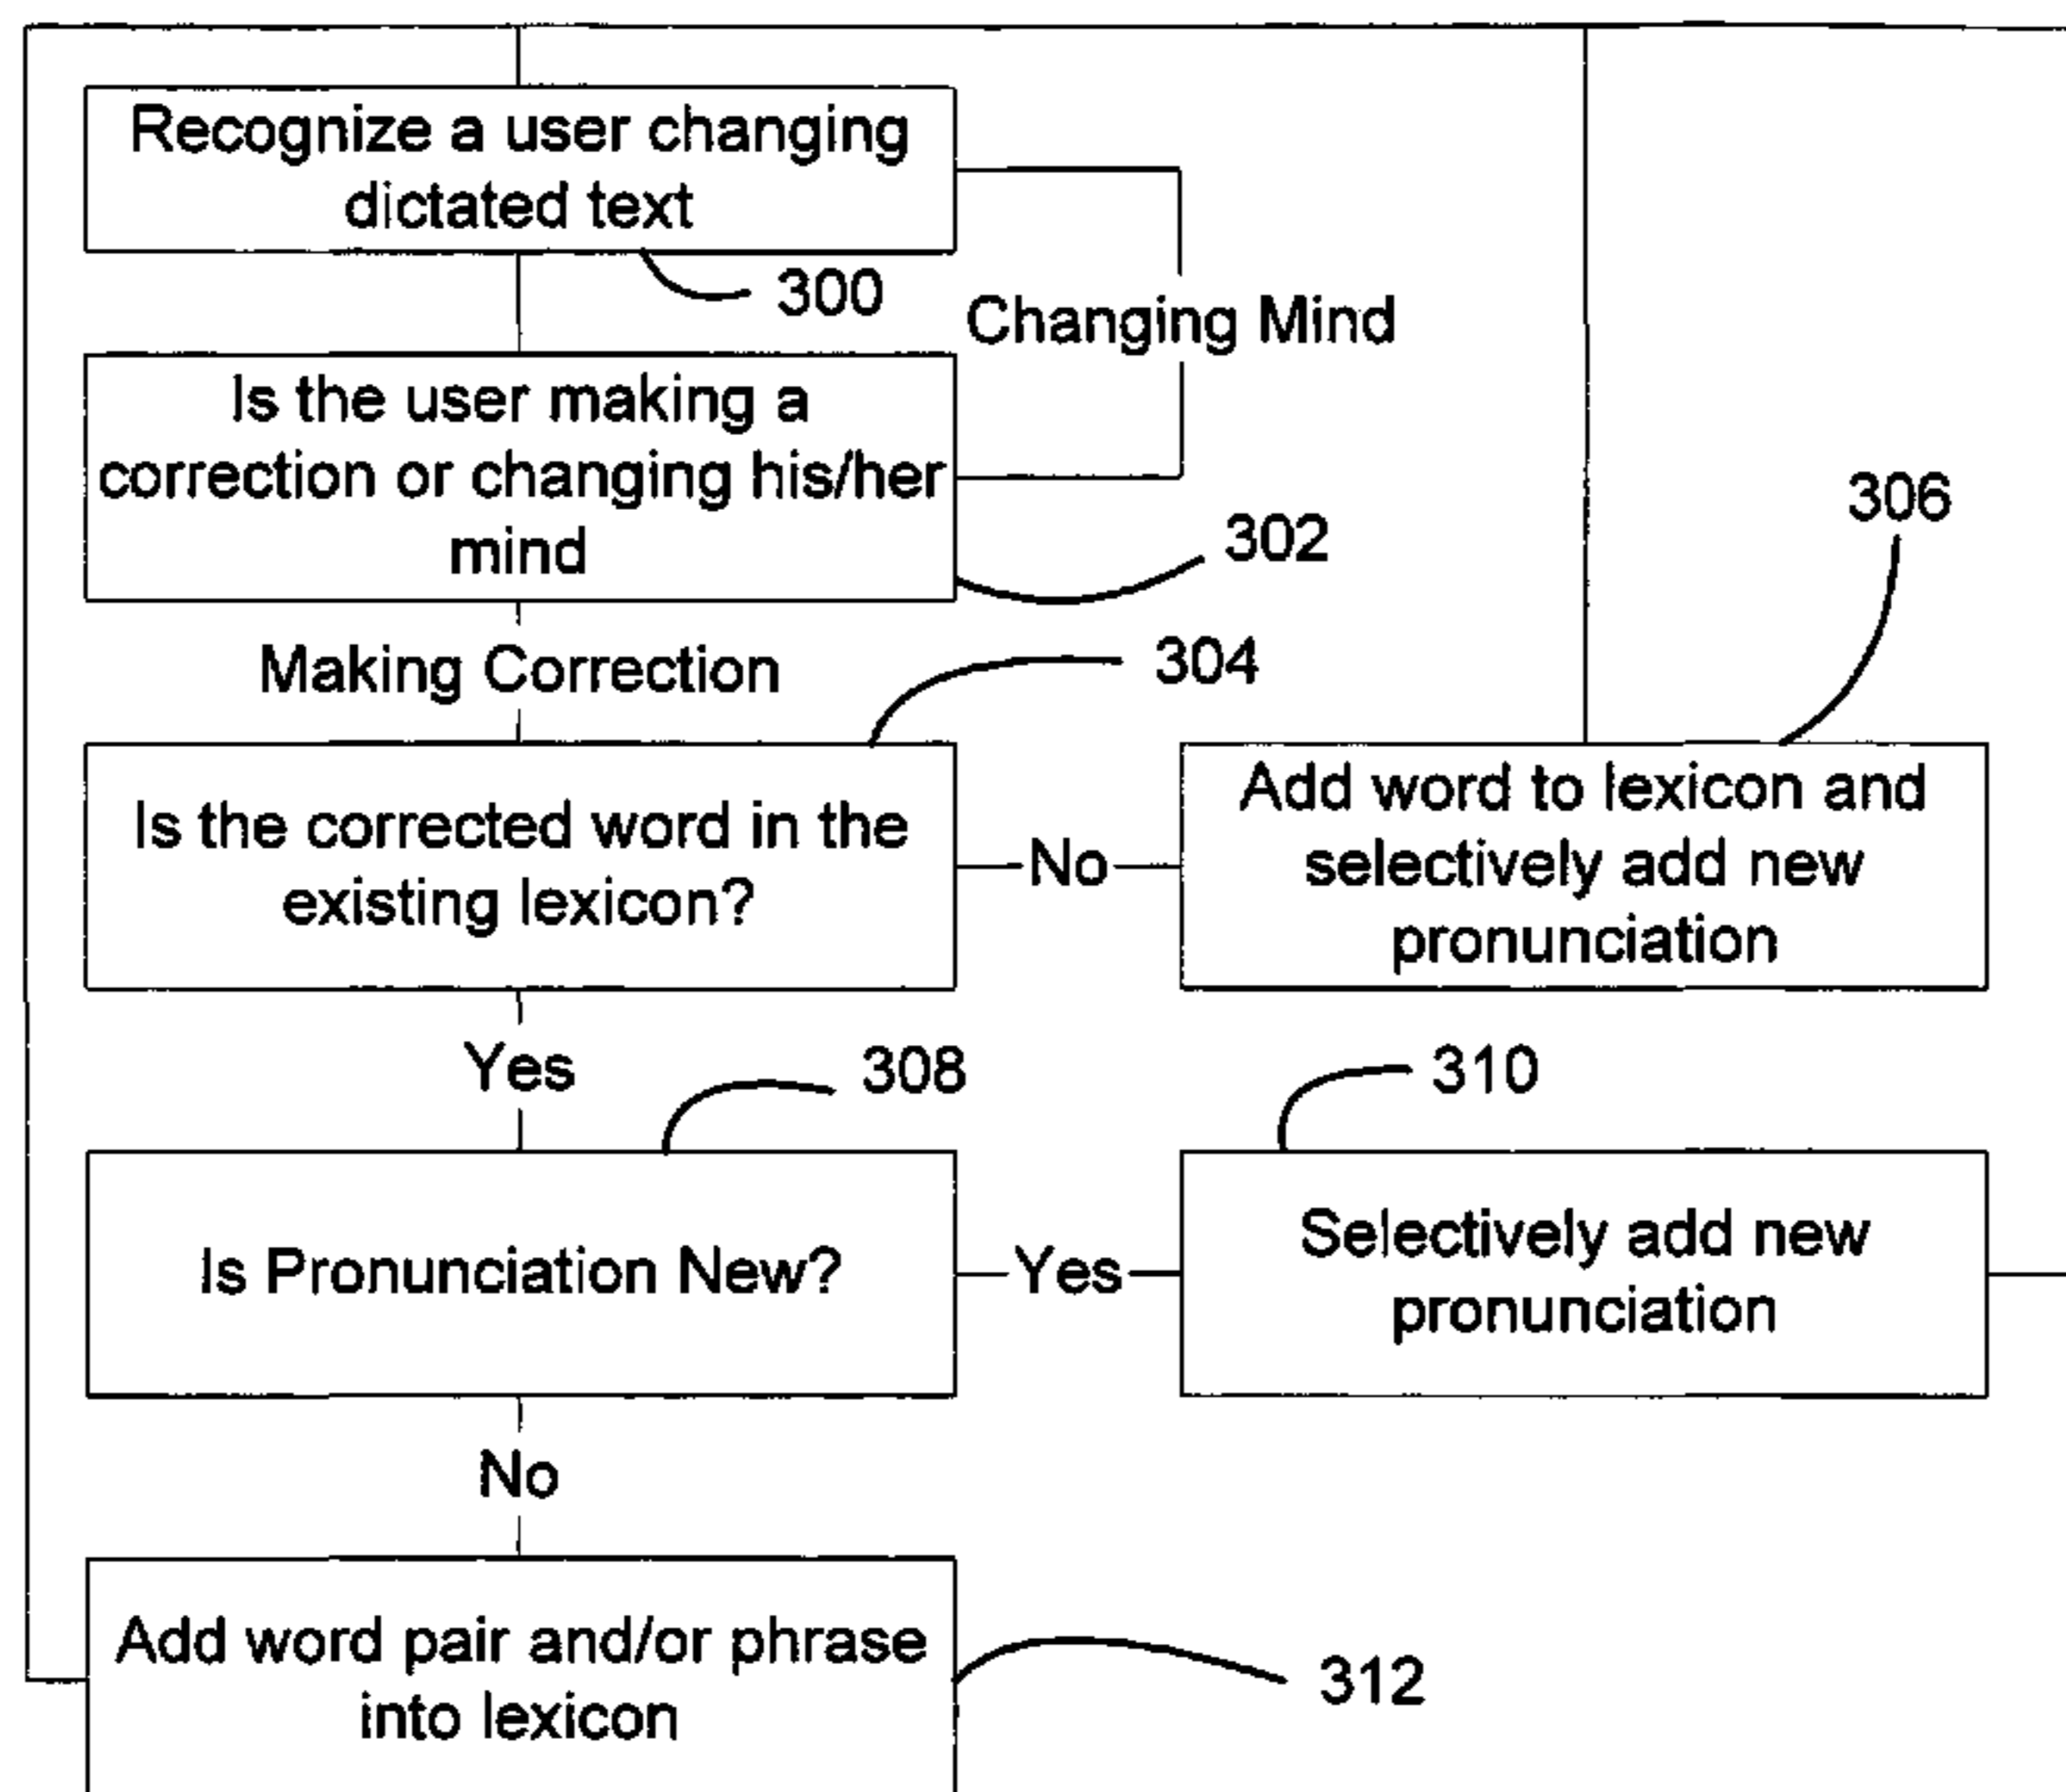 Recognize a user changing
dictated text
300
Changing Mind
Is the user making a
correction or changing his/her
mind
302
306
Making Correction
304
Is the corrected word in the
existing lexicon?
No
Add word to lexicon and
selectively add new
pronunciation
Yes
308
310
Is Pronunciation New?
Yes
Selectively add new
pronunciation
No
Add word pair and/or phrase
into lexicon
312